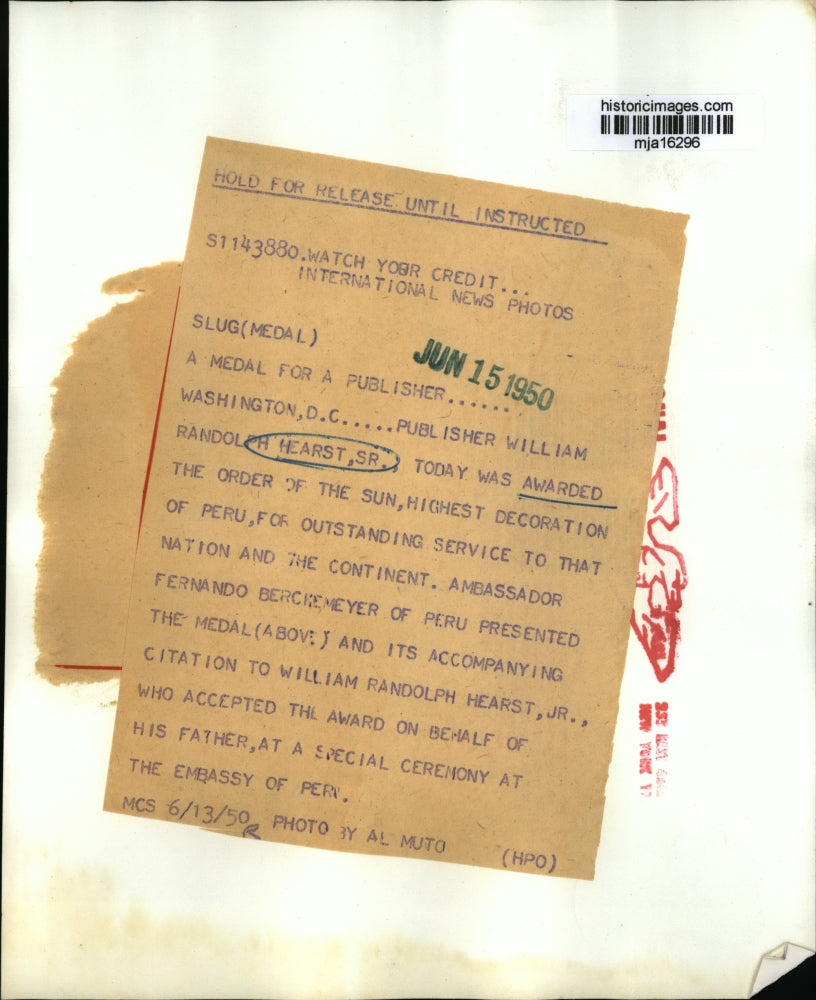 historicimages.com
mja16296
HOLD FOR RELEASE UNTIL INSTRUCTED
S1143880.WATCH YOBR CREDIT...
INTERNATIONAL NEWS PHOTOS
SLUG(MEDAL)
JUN 15 1950
A MEDAL FOR A PUBLISHER......
WASHINGTON,D.C.....PUBLISHER WILLIAM
RANDOLPH HEARST,SR., TODAY WAS AWARDED
THE ORDER OF THE SUN,HIGHEST DECORATION
OF PERU,FOR OUTSTANDING SERVICE TO THAT
NATION AND THE CONTINENT. AMBASSADOR
FERNANDO BERCKEMEYER OF PERU PRESENTED
THE MEDAL(ABOVE) AND ITS ACCOMPANYING
CITATION TO WILLIAM RANDOLPH HEARST,JR.,
WHO ACCEPTED THE AWARD ON BEHALF OF
HIS FATHER,AT A SPECIAL CEREMONY AT
THE EMBASSY OF PERU.
MCS 6/13/50 PHOTO BY AL MUTO (HPO)
NEW YORK 17